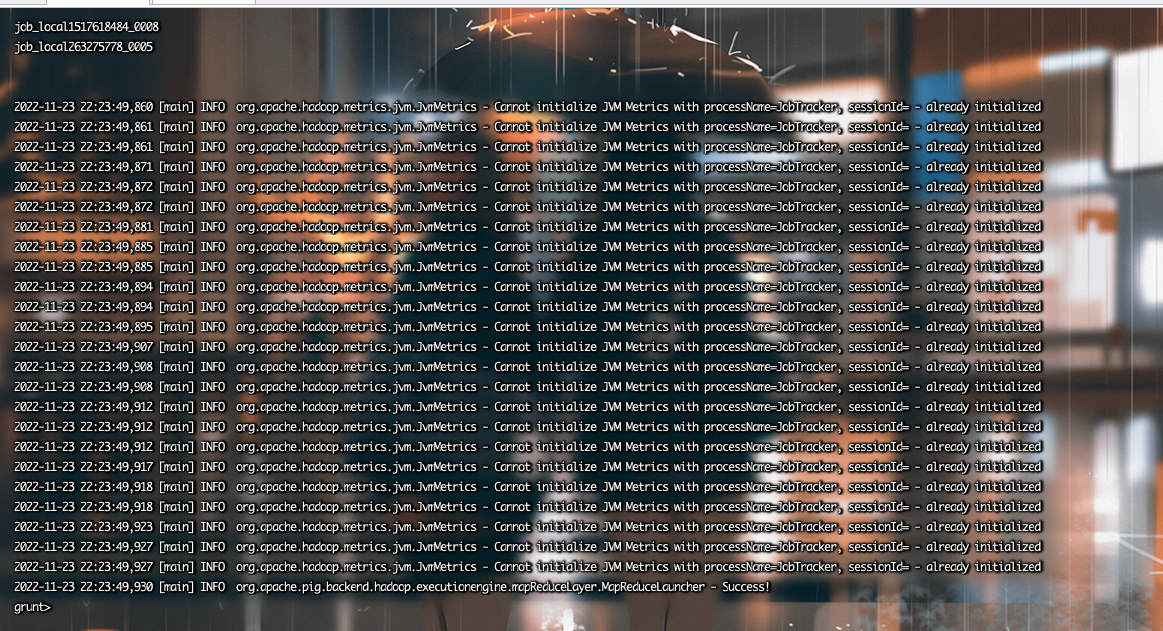 job_local1517618484_0008
job_local263275778_0005
2022-11-23 22:23:49,860 [main] INFO  org.apache.hadoop.metrics.jvm.JvmMetrics - Cannot initialize JVM Metrics with processName=JobTracker, sessionId= - already initialized
2022-11-23 22:23:49,861 [main] INFO  org.apache.hadoop.metrics.jvm.JvmMetrics - Cannot initialize JVM Metrics with processName=JobTracker, sessionId= - already initialized
2022-11-23 22:23:49,861 [main] INFO  org.apache.hadoop.metrics.jvm.JvmMetrics - Cannot initialize JVM Metrics with processName=JobTracker, sessionId= - already initialized
2022-11-23 22:23:49,871 [main] INFO  org.apache.hadoop.metrics.jvm.JvmMetrics - Cannot initialize JVM Metrics with processName=JobTracker, sessionId= - already initialized
2022-11-23 22:23:49,872 [main] INFO  org.apache.hadoop.metrics.jvm.JvmMetrics - Cannot initialize JVM Metrics with processName=JobTracker, sessionId= - already initialized
2022-11-23 22:23:49,872 [main] INFO  org.apache.hadoop.metrics.jvm.JvmMetrics - Cannot initialize JVM Metrics with processName=JobTracker, sessionId= - already initialized
2022-11-23 22:23:49,881 [main] INFO  org.apache.hadoop.metrics.jvm.JvmMetrics - Cannot initialize JVM Metrics with processName=JobTracker, sessionId= - already initialized
2022-11-23 22:23:49,885 [main] INFO  org.apache.hadoop.metrics.jvm.JvmMetrics - Cannot initialize JVM Metrics with processName=JobTracker, sessionId= - already initialized
2022-11-23 22:23:49,885 [main] INFO  org.apache.hadoop.metrics.jvm.JvmMetrics - Cannot initialize JVM Metrics with processName=JobTracker, sessionId= - already initialized
2022-11-23 22:23:49,894 [main] INFO  org.apache.hadoop.metrics.jvm.JvmMetrics - Cannot initialize JVM Metrics with processName=JobTracker, sessionId= - already initialized
2022-11-23 22:23:49,894 [main] INFO  org.apache.hadoop.metrics.jvm.JvmMetrics - Cannot initialize JVM Metrics with processName=JobTracker, sessionId= - already initialized
2022-11-23 22:23:49,895 [main] INFO  org.apache.hadoop.metrics.jvm.JvmMetrics - Cannot initialize JVM Metrics with processName=JobTracker, sessionId= - already initialized
2022-11-23 22:23:49,907 [main] INFO  org.apache.hadoop.metrics.jvm.JvmMetrics - Cannot initialize JVM Metrics with processName=JobTracker, sessionId= - already initialized
2022-11-23 22:23:49,908 [main] INFO  org.apache.hadoop.metrics.jvm.JvmMetrics - Cannot initialize JVM Metrics with processName=JobTracker, sessionId= - already initialized
2022-11-23 22:23:49,908 [main] INFO  org.apache.hadoop.metrics.jvm.JvmMetrics - Cannot initialize JVM Metrics with processName=JobTracker, sessionId= - already initialized
2022-11-23 22:23:49,912 [main] INFO  org.apache.hadoop.metrics.jvm.JvmMetrics - Cannot initialize JVM Metrics with processName=JobTracker, sessionId= - already initialized
2022-11-23 22:23:49,912 [main] INFO  org.apache.hadoop.metrics.jvm.JvmMetrics - Cannot initialize JVM Metrics with processName=JobTracker, sessionId= - already initialized
2022-11-23 22:23:49,912 [main] INFO  org.apache.hadoop.metrics.jvm.JvmMetrics - Cannot initialize JVM Metrics with processName=JobTracker, sessionId= - already initialized
2022-11-23 22:23:49,917 [main] INFO  org.apache.hadoop.metrics.jvm.JvmMetrics - Cannot initialize JVM Metrics with processName=JobTracker, sessionId= - already initialized
2022-11-23 22:23:49,918 [main] INFO  org.apache.hadoop.metrics.jvm.JvmMetrics - Cannot initialize JVM Metrics with processName=JobTracker, sessionId= - already initialized
2022-11-23 22:23:49,918 [main] INFO  org.apache.hadoop.metrics.jvm.JvmMetrics - Cannot initialize JVM Metrics with processName=JobTracker, sessionId= - already initialized
2022-11-23 22:23:49,923 [main] INFO  org.apache.hadoop.metrics.jvm.JvmMetrics - Cannot initialize JVM Metrics with processName=JobTracker, sessionId= - already initialized
2022-11-23 22:23:49,927 [main] INFO  org.apache.hadoop.metrics.jvm.JvmMetrics - Cannot initialize JVM Metrics with processName=JobTracker, sessionId= - already initialized
2022-11-23 22:23:49,927 [main] INFO  org.apache.hadoop.metrics.jvm.JvmMetrics - Cannot initialize JVM Metrics with processName=JobTracker, sessionId= - already initialized
2022-11-23 22:23:49,930 [main] INFO  org.apache.pig.backend.hadoop.executionengine.mapReduceLayer.MapReduceLauncher - Success!
grunt>